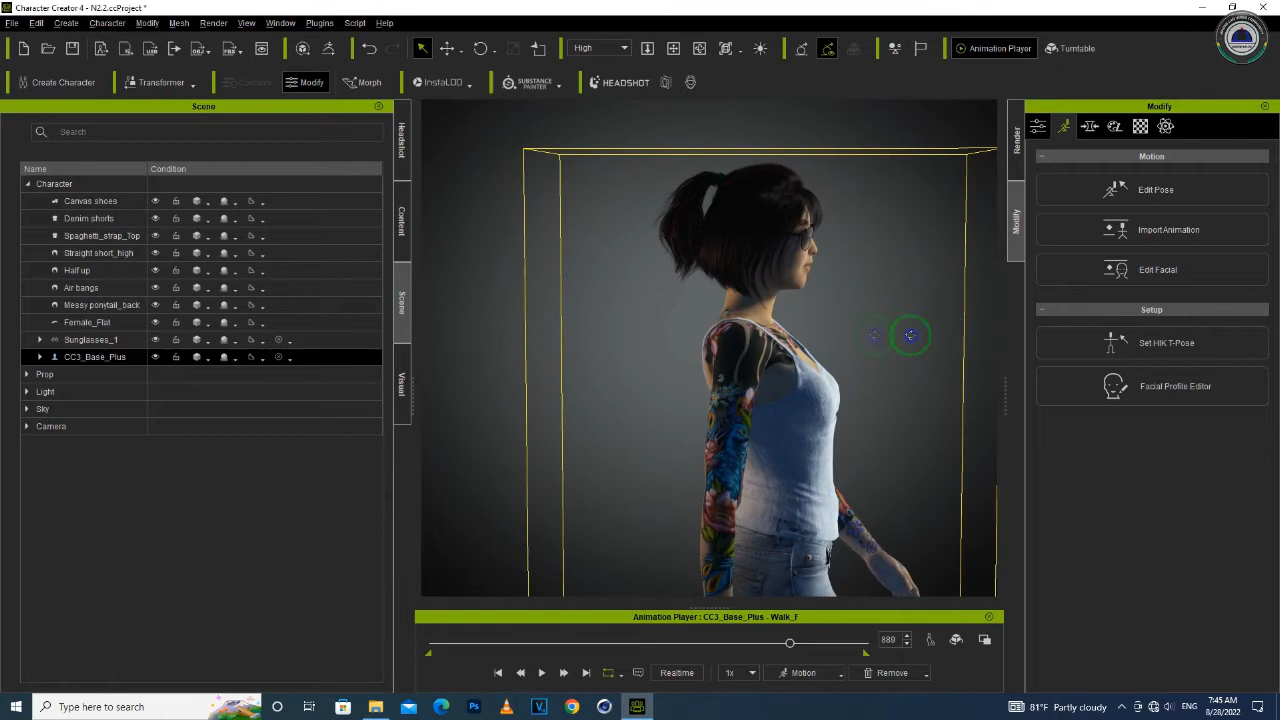 Character Creator 4 - N2.2.ccProject *
File Edit Create Character Modify Mesh Render View Window Plugins Script Help
High
Animation Player
Turntable
Create Character
Transformer
Controls
Modify
Morph
InstaLOD
SUBSTANCE PAINTER
HEADSHOT
Scene
Search
Name Condition
Character
Canvas shoes
Denim shorts
Spaghetti_strap_Top
Straight short_high
Half up
Air bangs
Messy ponytail_back
Female_Flat
Sunglasses_1
CC3_Base_Plus
Prop
Light
Sky
Camera
Headshot
Content
Scene
Visual
Render
Modify
Modify
Motion
Edit Pose
Import Animation
Edit Facial
Setup
Set HIK T-Pose
Facial Profile Editor
Animation Player : CC3_Base_Plus - Walk_F
889
Realtime
1x
Motion
Remove
Type here to search
81°F Partly cloudy
7:45 AM
8/28/2022